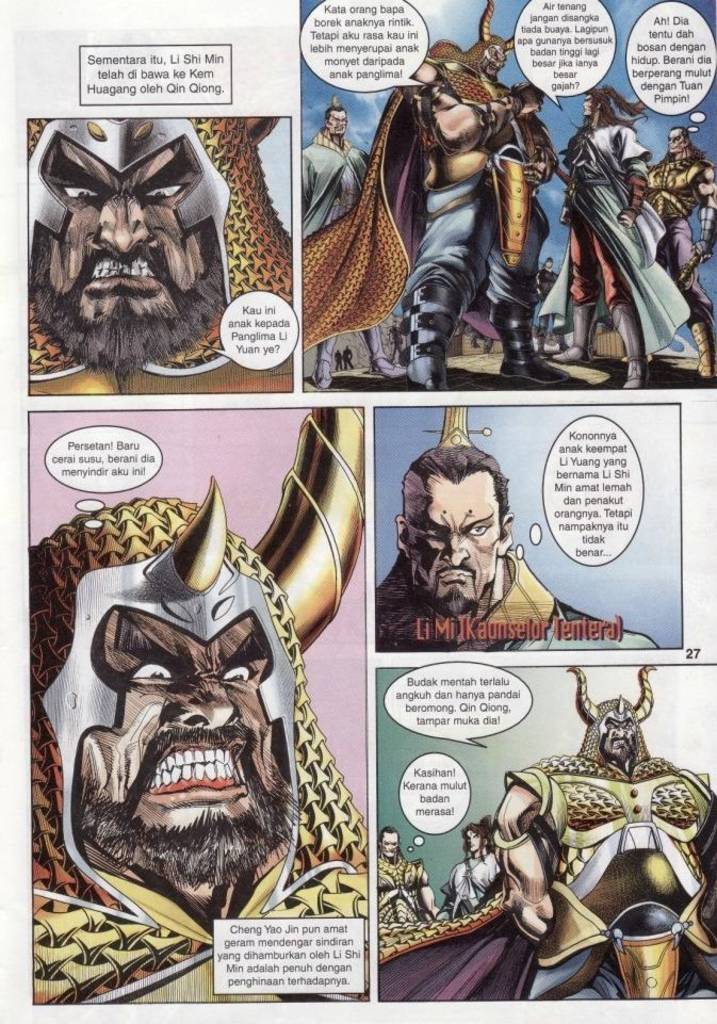 Sementara itu, Li Shi Min
telah di bawa ke Kem
Huagang oleh Qin Qiong.
Kau ini
anak kepada
Panglima Li
Yuan ye?
Kata orang bapa
borek anaknya rintik.
Tetapi aku rasa kau ini
lebih menyerupai anak
monyet daripada
anak panglima!
Air tenang
jangan disangka
tiada buaya. Lagipun
apa gunanya bersusuk
badan tinggi lagi
besar jika ianya
besar
gajah?
Ah! Dia
tentu dah
bosan dengan
hidup. Berani dia
berperang mulut
dengan Tuan
Pimpin!
Persetan! Baru
cerai susu, berani dia
menyindir aku ini!
Cheng Yao Jin pun amat
geram mendengar sindiran
yang dihamburkan oleh Li Shi
Min adalah penuh dengan
penghinaan terhadapnya.
Kononnya
anak keempat
Li Yuang yang
bernama Li Shi
Min amat lemah
dan penakut
orangnya. Tetapi
nampaknya itu
tidak
benar...
Li Mi (Kaunselor Tentera)
27
Budak mentah terlalu
angkuh dan hanya pandai
beromong. Qin Qiong,
tampar muka dia!
Kasihan!
Kerana mulut
badan
merasa!